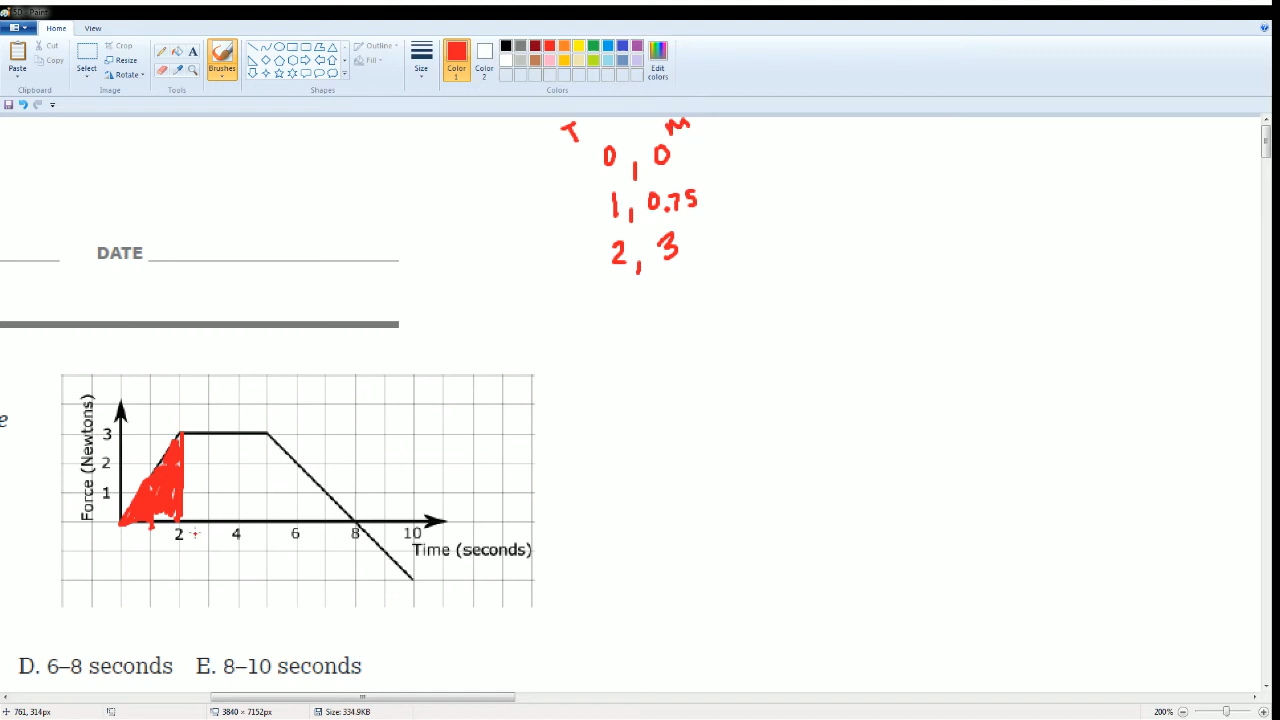 3D - Paint
Home View
Paste Cut Copy Clipboard
Select Crop Resize Rotate Image
Tools
Brushes
Outline Fill Shapes
Size
Color 1 Color 2 Edit colors Colors
T M
0, 0
1, 0.75
2, 3
DATE
e
Force (Newtons)
3
2
1
2 4 6 8 10
Time (seconds)
D. 6–8 seconds E. 8–10 seconds
761, 314px 3840 × 7152px Size: 334.9KB 200%